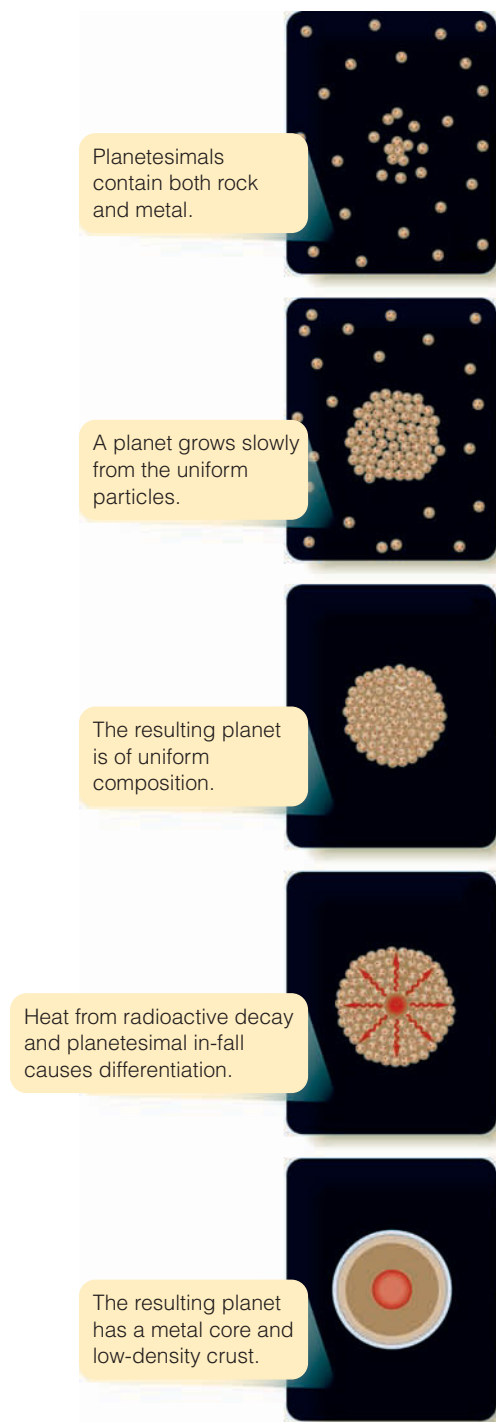 Planetesimals
contain both rock
and metal.
A planet grows slowly
from the uniform
particles.
The resulting planet
is of uniform
composition.
Heat from radioactive decay
and planetesimal in-fall
causes differentiation.
The resulting planet
has a metal core and
low-density crust.